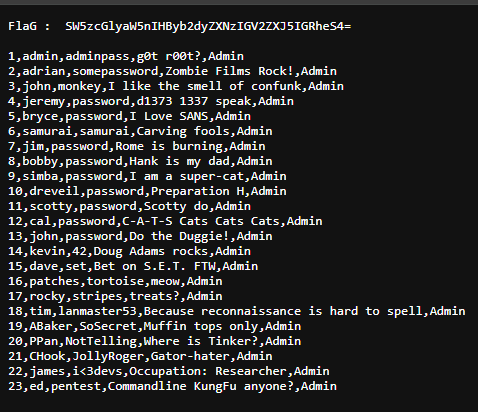 FlaG :  SW5zcGlyaW5nIHByb2dyZXNzIGV2ZXJ5IGRheS4=
1,admin,adminpass,g0t r00t?,Admin
2,adrian,somepassword,Zombie Films Rock!,Admin
3,john,monkey,I like the smell of confunk,Admin
4,jeremy,password,d1373 1337 speak,Admin
5,bryce,password,I Love SANS,Admin
6,samurai,samurai,Carving fools,Admin
7,jim,password,Rome is burning,Admin
8,bobby,password,Hank is my dad,Admin
9,simba,password,I am a super-cat,Admin
10,dreveil,password,Preparation H,Admin
11,scotty,password,Scotty do,Admin
12,cal,password,C-A-T-S Cats Cats Cats,Admin
13,john,password,Do the Duggie!,Admin
14,kevin,42,Doug Adams rocks,Admin
15,dave,set,Bet on S.E.T. FTW,Admin
16,patches,tortoise,meow,Admin
17,rocky,stripes,treats?,Admin
18,tim,lanmaster53,Because reconnaissance is hard to spell,Admin
19,ABaker,SoSecret,Muffin tops only,Admin
20,PPan,NotTelling,Where is Tinker?,Admin
21,CHook,JollyRoger,Gator-hater,Admin
22,james,i<3devs,Occupation: Researcher,Admin
23,ed,pentest,Commandline KungFu anyone?,Admin